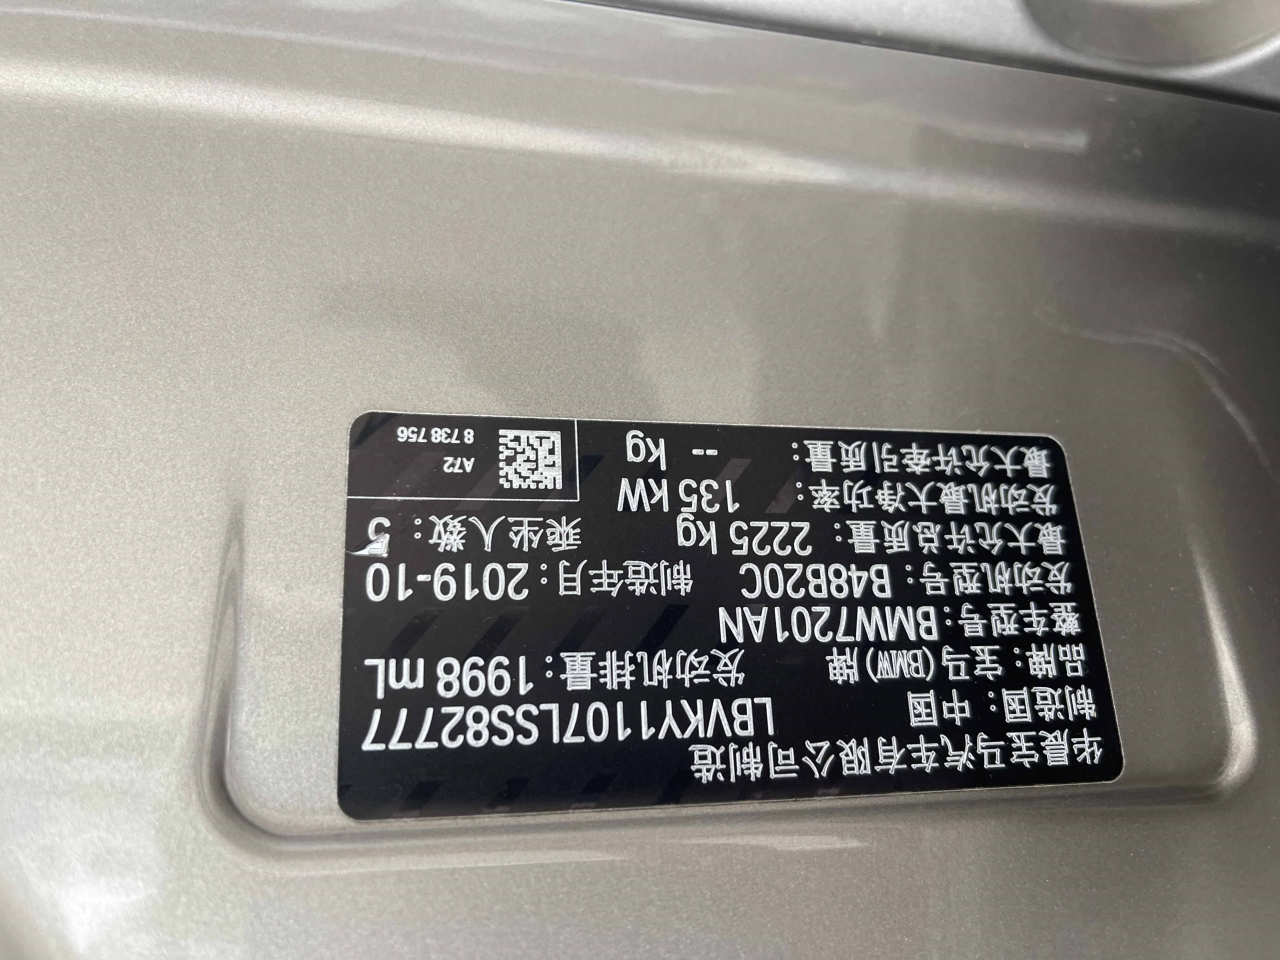 华晨宝马汽车有限公司制造
制造国：中国 LBVKY1107LSS82777
品牌：宝马(BMW)牌 发动机排量：1998 mL
整车型号：BMW7201AN
发动机型号：B48B20C 制造年月：2019-10
最大允许总质量：2225 kg 乘坐人数：5
发动机最大净功率：135 kW
最大允许牵引质量：-- kg
A72
8 738 756